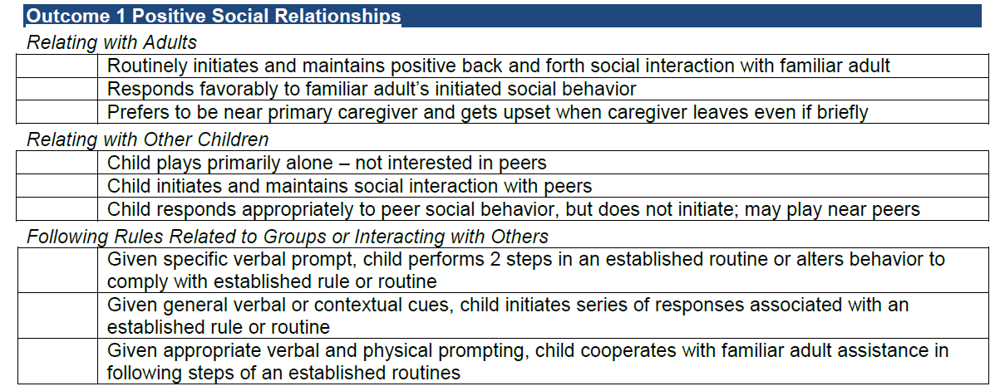 Outcome 1 Positive Social Relationships
Relating with Adults
Routinely initiates and maintains positive back and forth social interaction with familiar adult
Responds favorably to familiar adult’s initiated social behavior
Prefers to be near primary caregiver and gets upset when caregiver leaves even if briefly
Relating with Other Children
Child plays primarily alone – not interested in peers
Child initiates and maintains social interaction with peers
Child responds appropriately to peer social behavior, but does not initiate; may play near peers
Following Rules Related to Groups or Interacting with Others
Given specific verbal prompt, child performs 2 steps in an established routine or alters behavior to
comply with established rule or routine
Given general verbal or contextual cues, child initiates series of responses associated with an
established rule or routine
Given appropriate verbal and physical prompting, child cooperates with familiar adult assistance in
following steps of an established routines